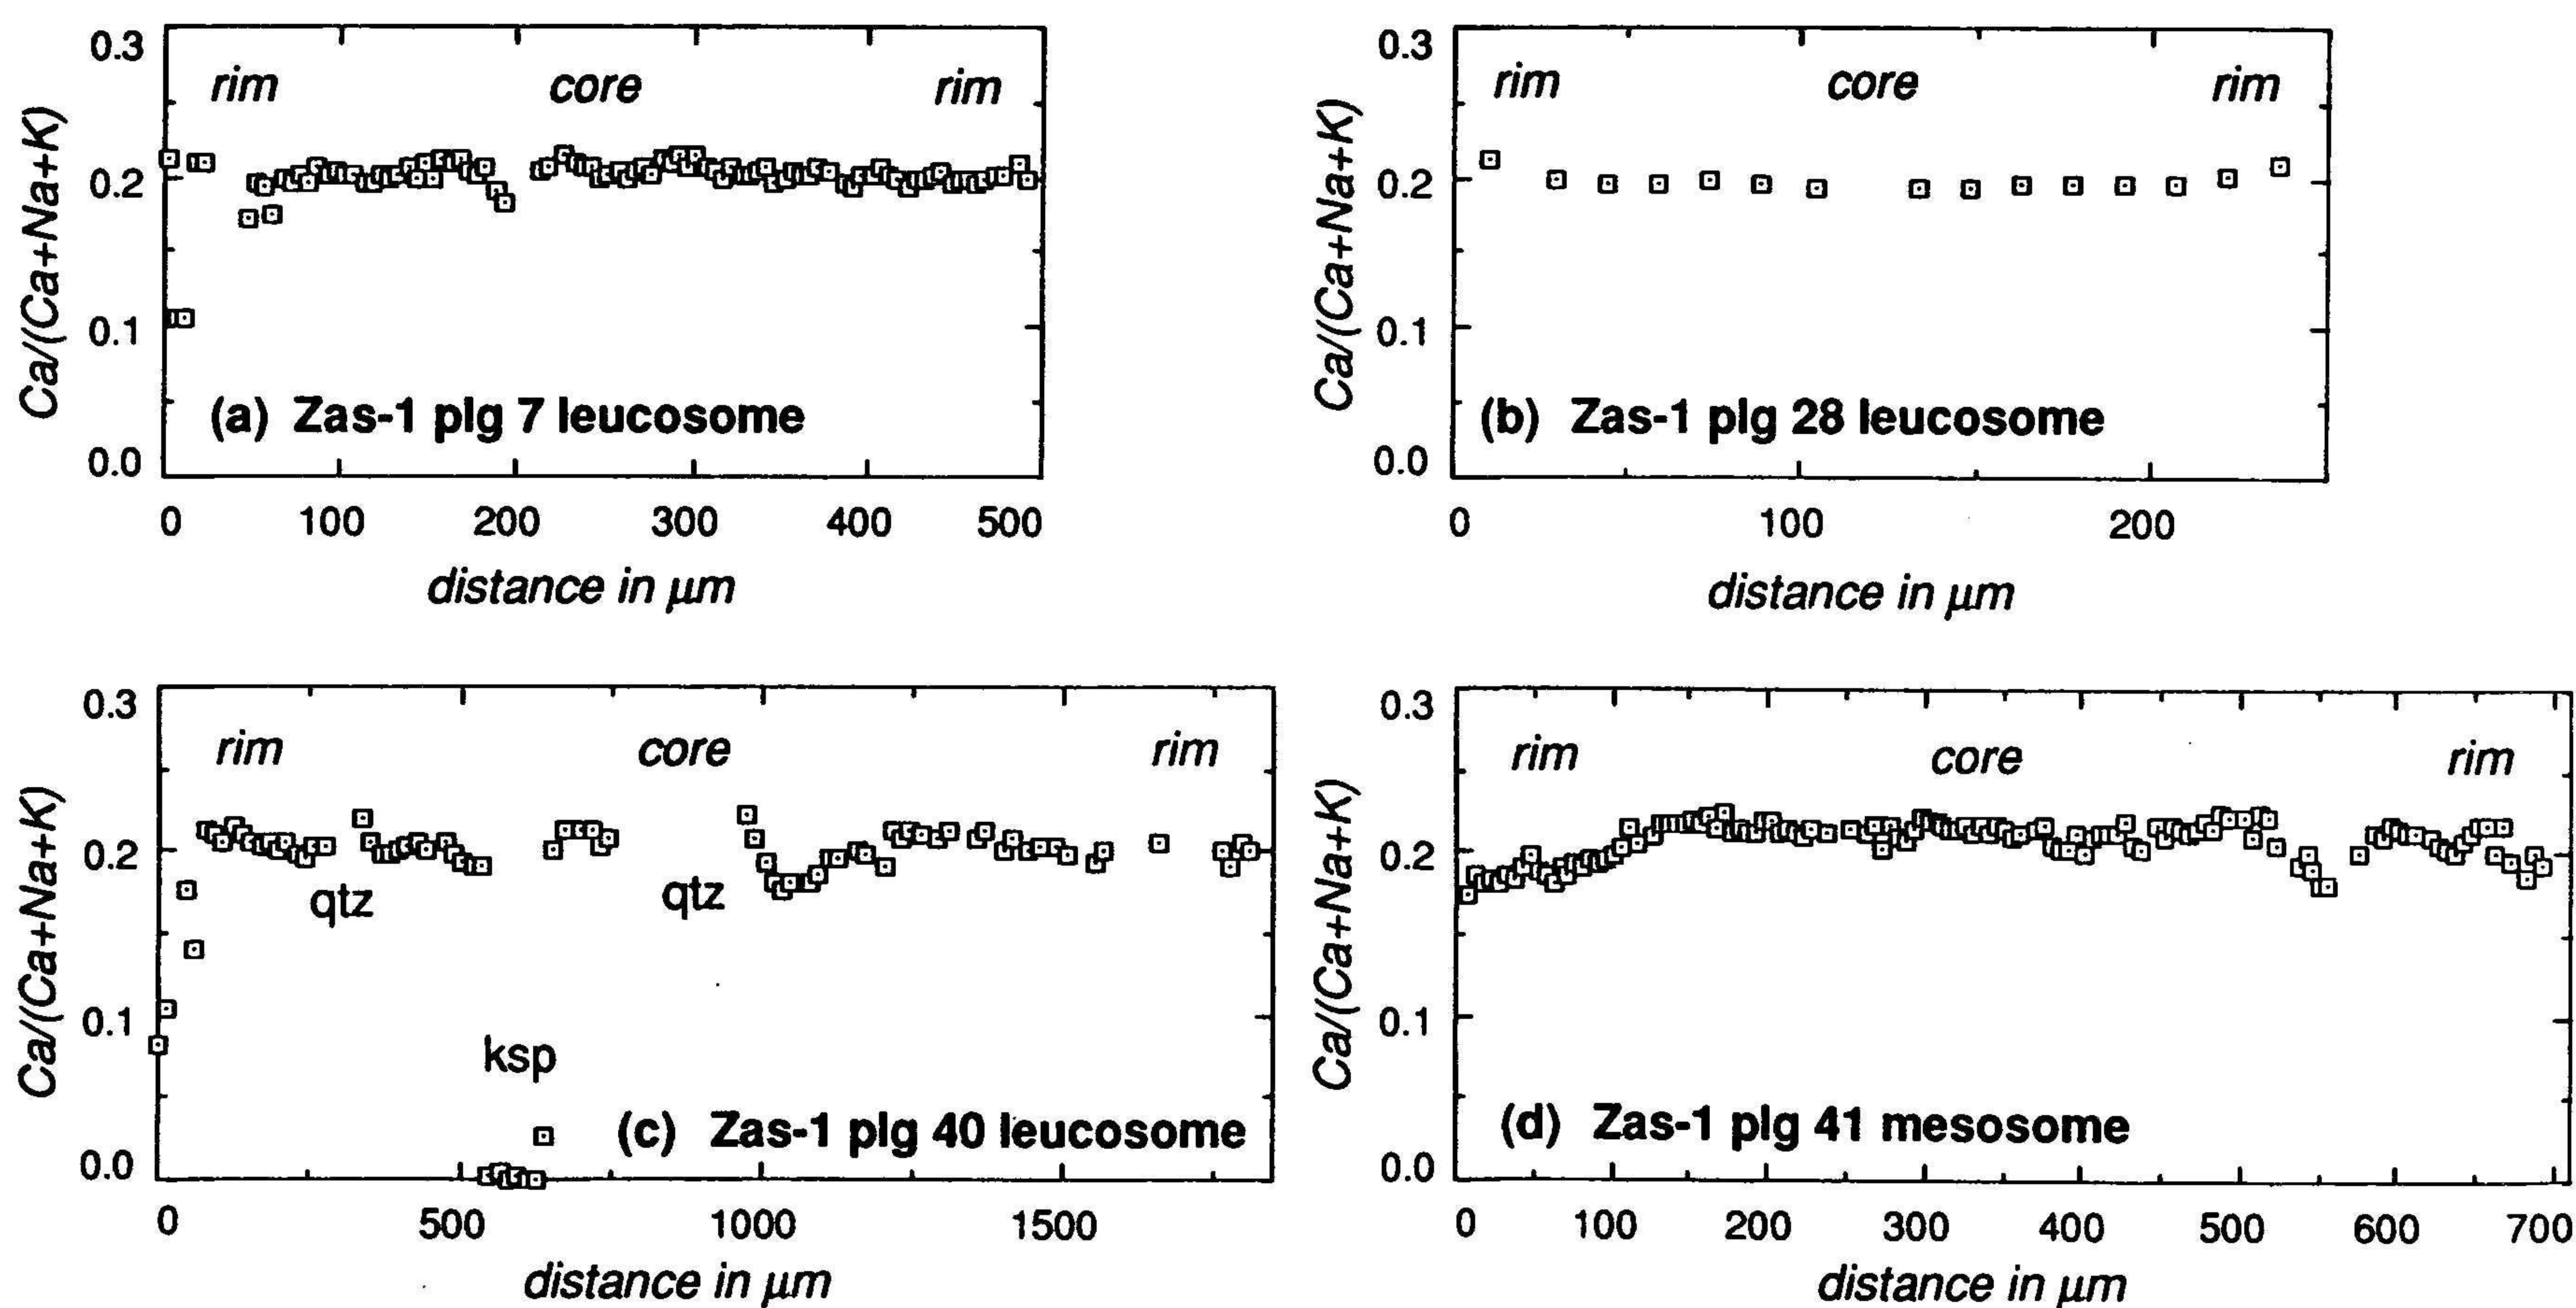 0.3
rim core rim
0.2
0.1
(a) Zas-1 plg 7 leucosome
0.0
Ca/(Ca+Na+K)
0 100 200 300 400 500
distance in μm
0.3
rim core rim
0.2
0.1
(b) Zas-1 plg 28 leucosome
0.0
Ca/(Ca+Na+K)
0 100 200
distance in μm
0.3
rim core rim
0.2
qtz qtz
0.1
ksp
(c) Zas-1 plg 40 leucosome
0.0
Ca/(Ca+Na+K)
0 500 1000 1500
distance in μm
0.3
rim core rim
0.2
0.1
(d) Zas-1 plg 41 mesosome
0.0
Ca/(Ca+Na+K)
0 100 200 300 400 500 600 700
distance in μm